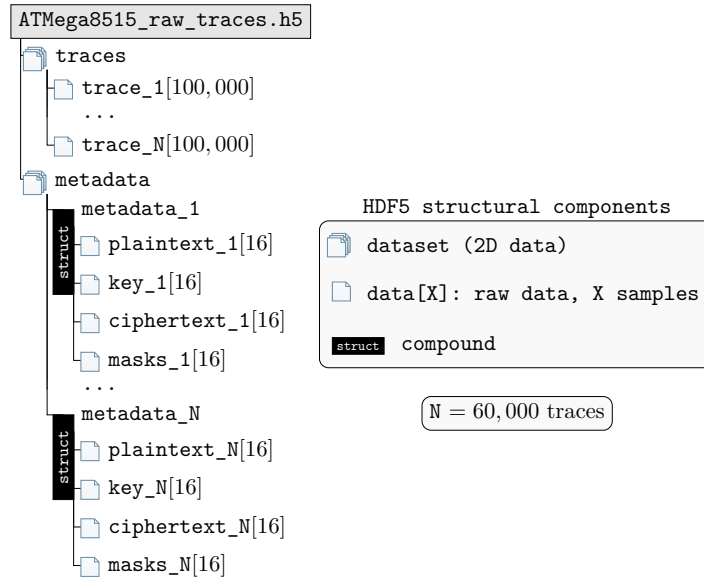 ATMega8515_raw_traces.h5
traces
trace_1[100,000]
...
trace_N[100,000]
metadata
metadata_1
struct
plaintext_1[16]
key_1[16]
ciphertext_1[16]
masks_1[16]
...
metadata_N
struct
plaintext_N[16]
key_N[16]
ciphertext_N[16]
masks_N[16]
HDF5 structural components
dataset (2D data)
data[X]: raw data, X samples
struct compound
N = 60,000 traces